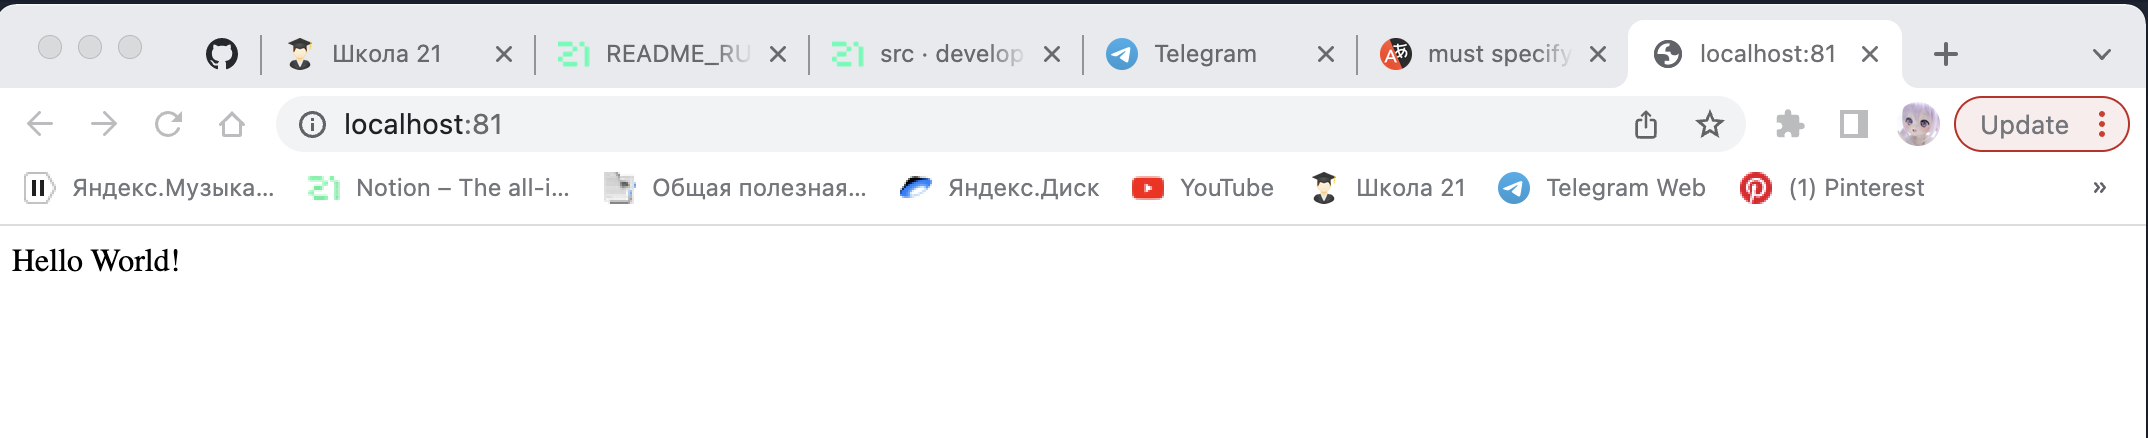 Школа 21
README_RU
src · develop
Telegram
must specify
localhost:81
localhost:81
Update
Яндекс.Музыка...
Notion – The all-i...
Общая полезная...
Яндекс.Диск
YouTube
Школа 21
Telegram Web
(1) Pinterest
»
Hello World!